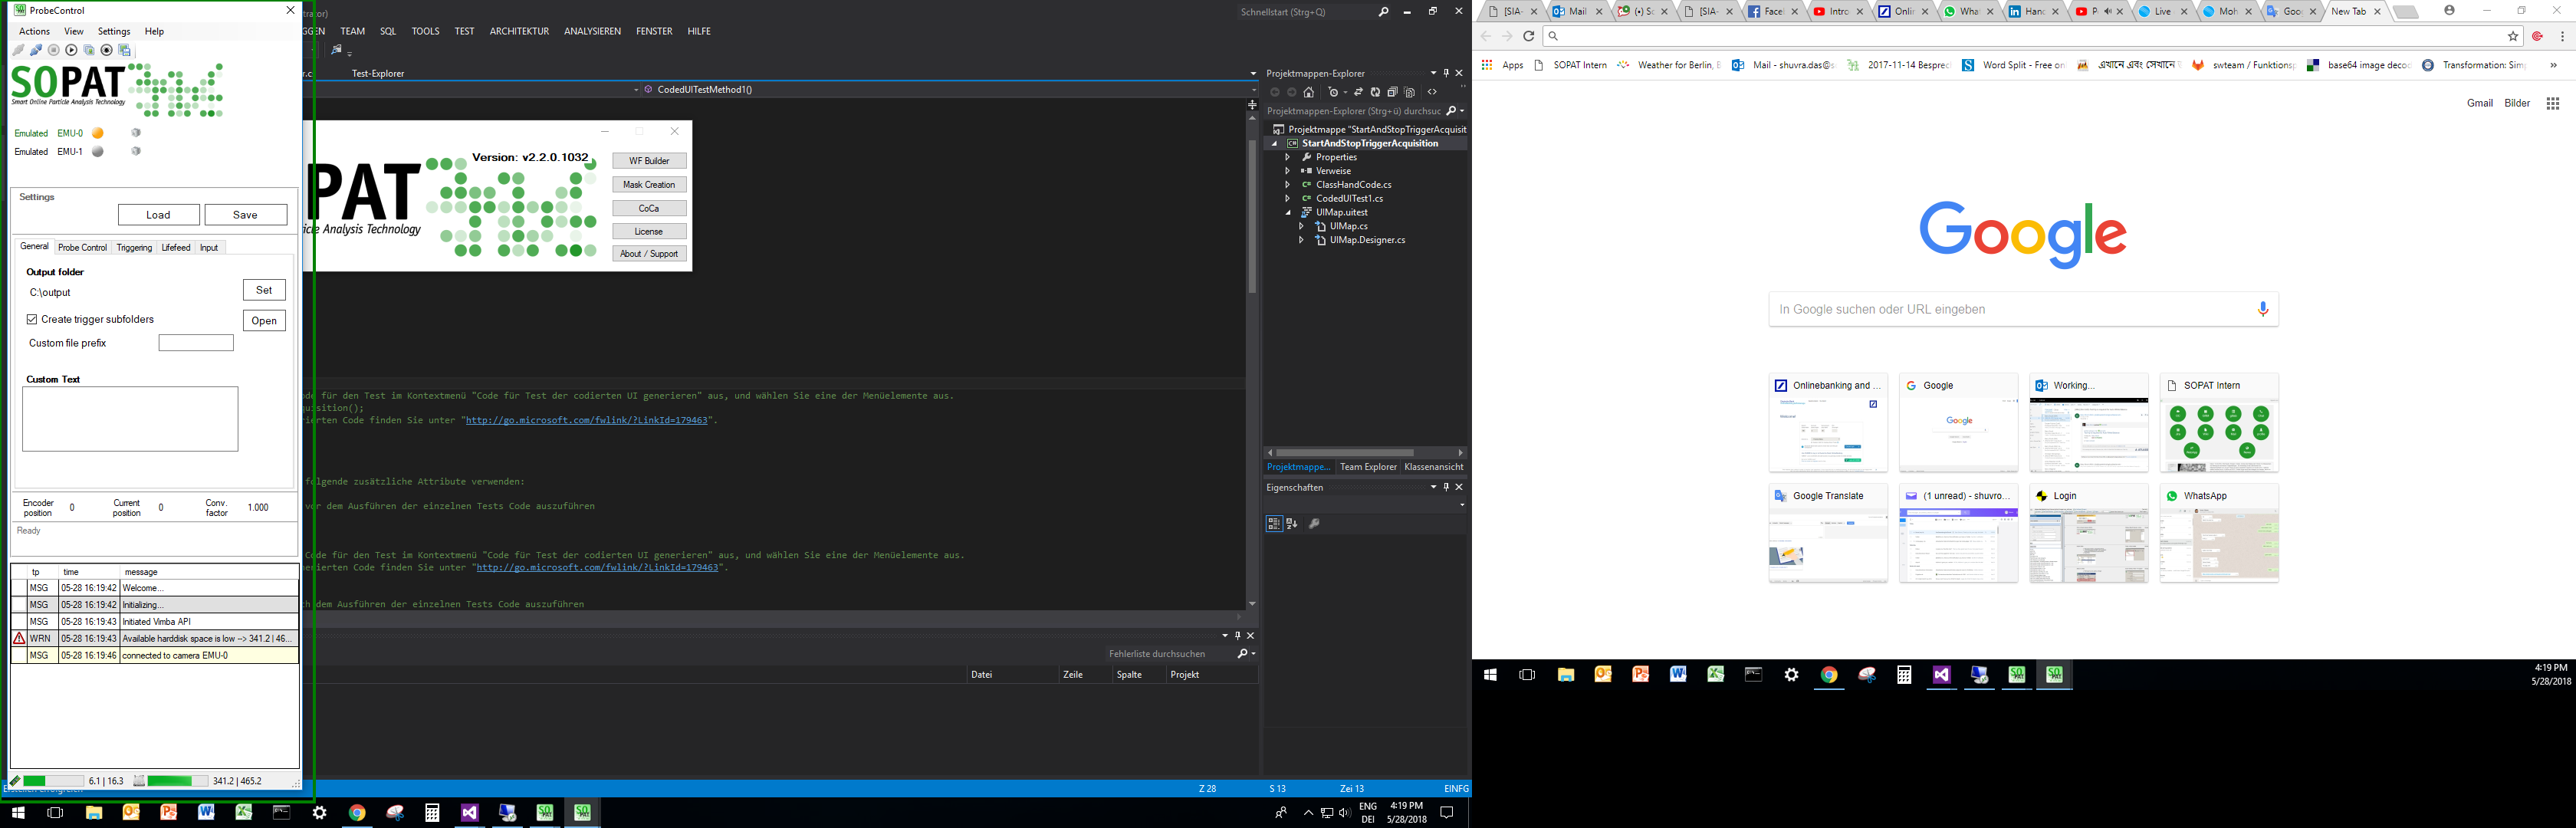 ProbeControl
Actions View Settings Help
SOPAT
Smart Online Particle Analysis Technology
Emulated EMU-0
Emulated EMU-1
Settings
Load Save
General Probe Control Triggering Lifefeed Input
Output folder
C:\output
Set
Create trigger subfolders
Open
Custom file prefix
Custom Text
Encoder position 0 Current position 0 Conv. factor 1.000
Ready
tp time message
MSG 05-28 16:19:42 Welcome...
MSG 05-28 16:19:42 Initializing...
MSG 05-28 16:19:43 Initiated Vimba API
WRN 05-28 16:19:43 Available harddisk space is low --> 341.2 | 46...
MSG 05-28 16:19:46 connected to camera EMU-0
6.1 | 16.3 341.2 | 465.2
trator)
Schnellstart (Strg+Q)
GGEN TEAM SQL TOOLS TEST ARCHITEKTUR ANALYSIEREN FENSTER HILFE
r.c Test-Explorer
CodedUITestMethod1()
Version: v2.2.0.1032
PAT
icle Analysis Technology
WF Builder
Mask Creation
CoCa
License
About / Support
ode für den Test im Kontextmenü "Code für Test der codierten UI generieren" aus, und wählen Sie eine der Menüelemente aus.
quisition();
ierten Code finden Sie unter "http://go.microsoft.com/fwlink/?LinkId=179463".
folgende zusätzliche Attribute verwenden:
vor dem Ausführen der einzelnen Tests Code auszuführen
Code für den Test im Kontextmenü "Code für Test der codierten UI generieren" aus, und wählen Sie eine der Menüelemente aus.
nerierten Code finden Sie unter "http://go.microsoft.com/fwlink/?LinkId=179463".
ch dem Ausführen der einzelnen Tests Code auszuführen
Fehlerliste durchsuchen
Datei Zeile Spalte Projekt
Projektmappen-Explorer
Projektmappen-Explorer (Strg+ü) durchsuc
Projektmappe "StartAndStopTriggerAcquisit
StartAndStopTriggerAcquisition
Properties
Verweise
ClassHandCode.cs
CodedUITest1.cs
UIMap.uitest
UIMap.cs
UIMap.Designer.cs
Projektmappe... Team Explorer Klassenansicht
Eigenschaften
Z 28 S 13 Zei 13 EINFG
ENG
DEI
4:19 PM
5/28/2018
[SIA- Mail (•) Sc [SIA- Facel Intro Onlin What Hanc P Live Moh Goog New Tab
Apps SOPAT Intern Weather for Berlin, B Mail - shuvra.das@s 2017-11-14 Besprec Word Split - Free on এখানে এবং সেখানে swteam / Funktionsp base64 image decod Transformation: Simp
Gmail Bilder
Google
In Google suchen oder URL eingeben
Onlinebanking and ... Google Working... SOPAT Intern
Google Translate (1 unread) - shuvro... Login WhatsApp
4:19 PM
5/28/2018